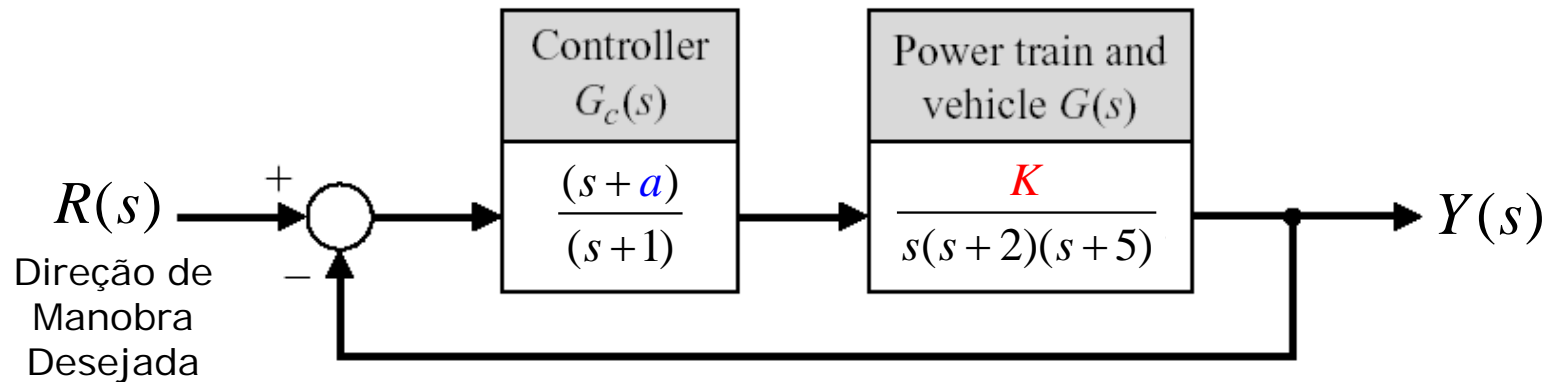 Controller
G_c(s)
(s + a)
(s + 1)
Power train and
vehicle G(s)
K
s(s + 2)(s + 5)
+
R(s)
−
Direção de
Manobra
Desejada
Y(s)